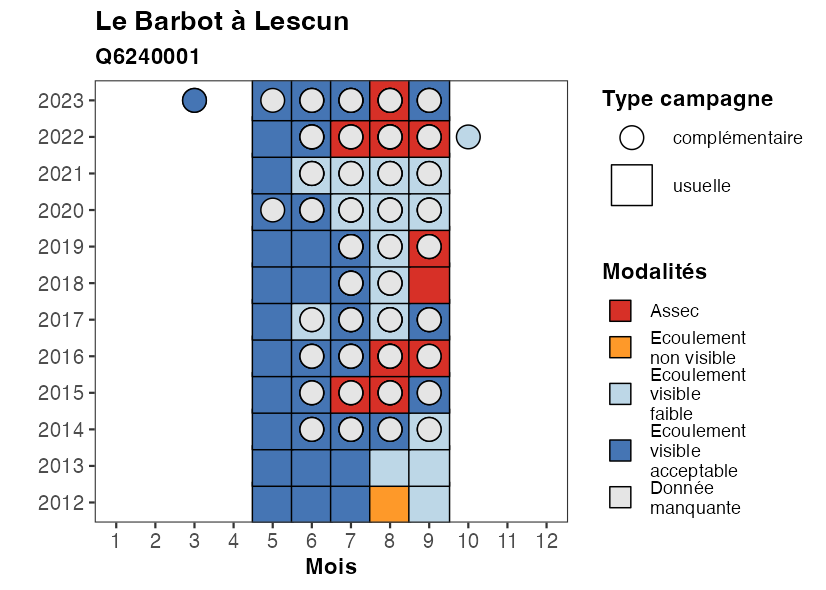 Le Barbot à Lescun
Q6240001
2023
2022
2021
2020
2019
2018
2017
2016
2015
2014
2013
2012
1 2 3 4 5 6 7 8 9 10 11 12
Mois
Type campagne
complémentaire
usuelle
Modalités
Assec
Ecoulement
non visible
Ecoulement
visible
faible
Ecoulement
visible
acceptable
Donnée
manquante